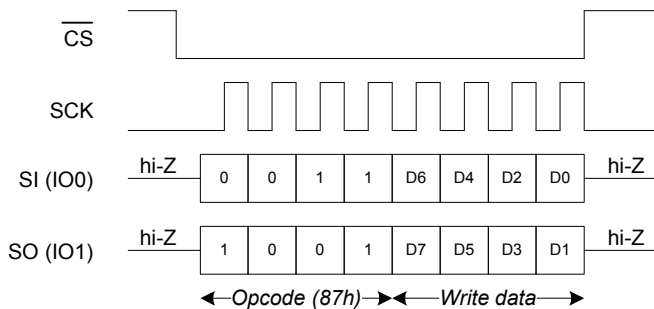 CS
SCK
hi-Z hi-Z
SI (IO0) 0 0 1 1 D6 D4 D2 D0
hi-Z hi-Z
SO (IO1) 1 0 0 1 D7 D5 D3 D1
Opcode (87h) Write data